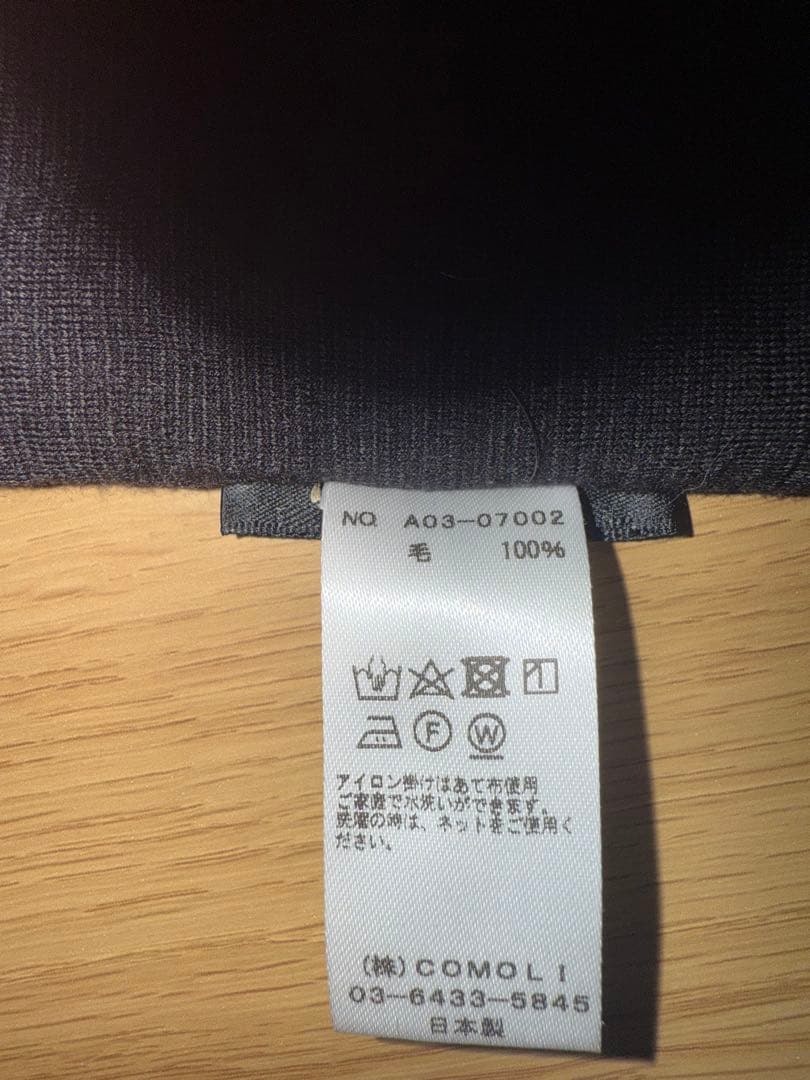 NO. A03-07002
毛 100%
F W
アイロン掛けはあて布使用
ご家庭で水洗いができます。
洗濯の時は、ネットをご使用く
ださい。
(株)COMOLI
03-6433-5845
日本製